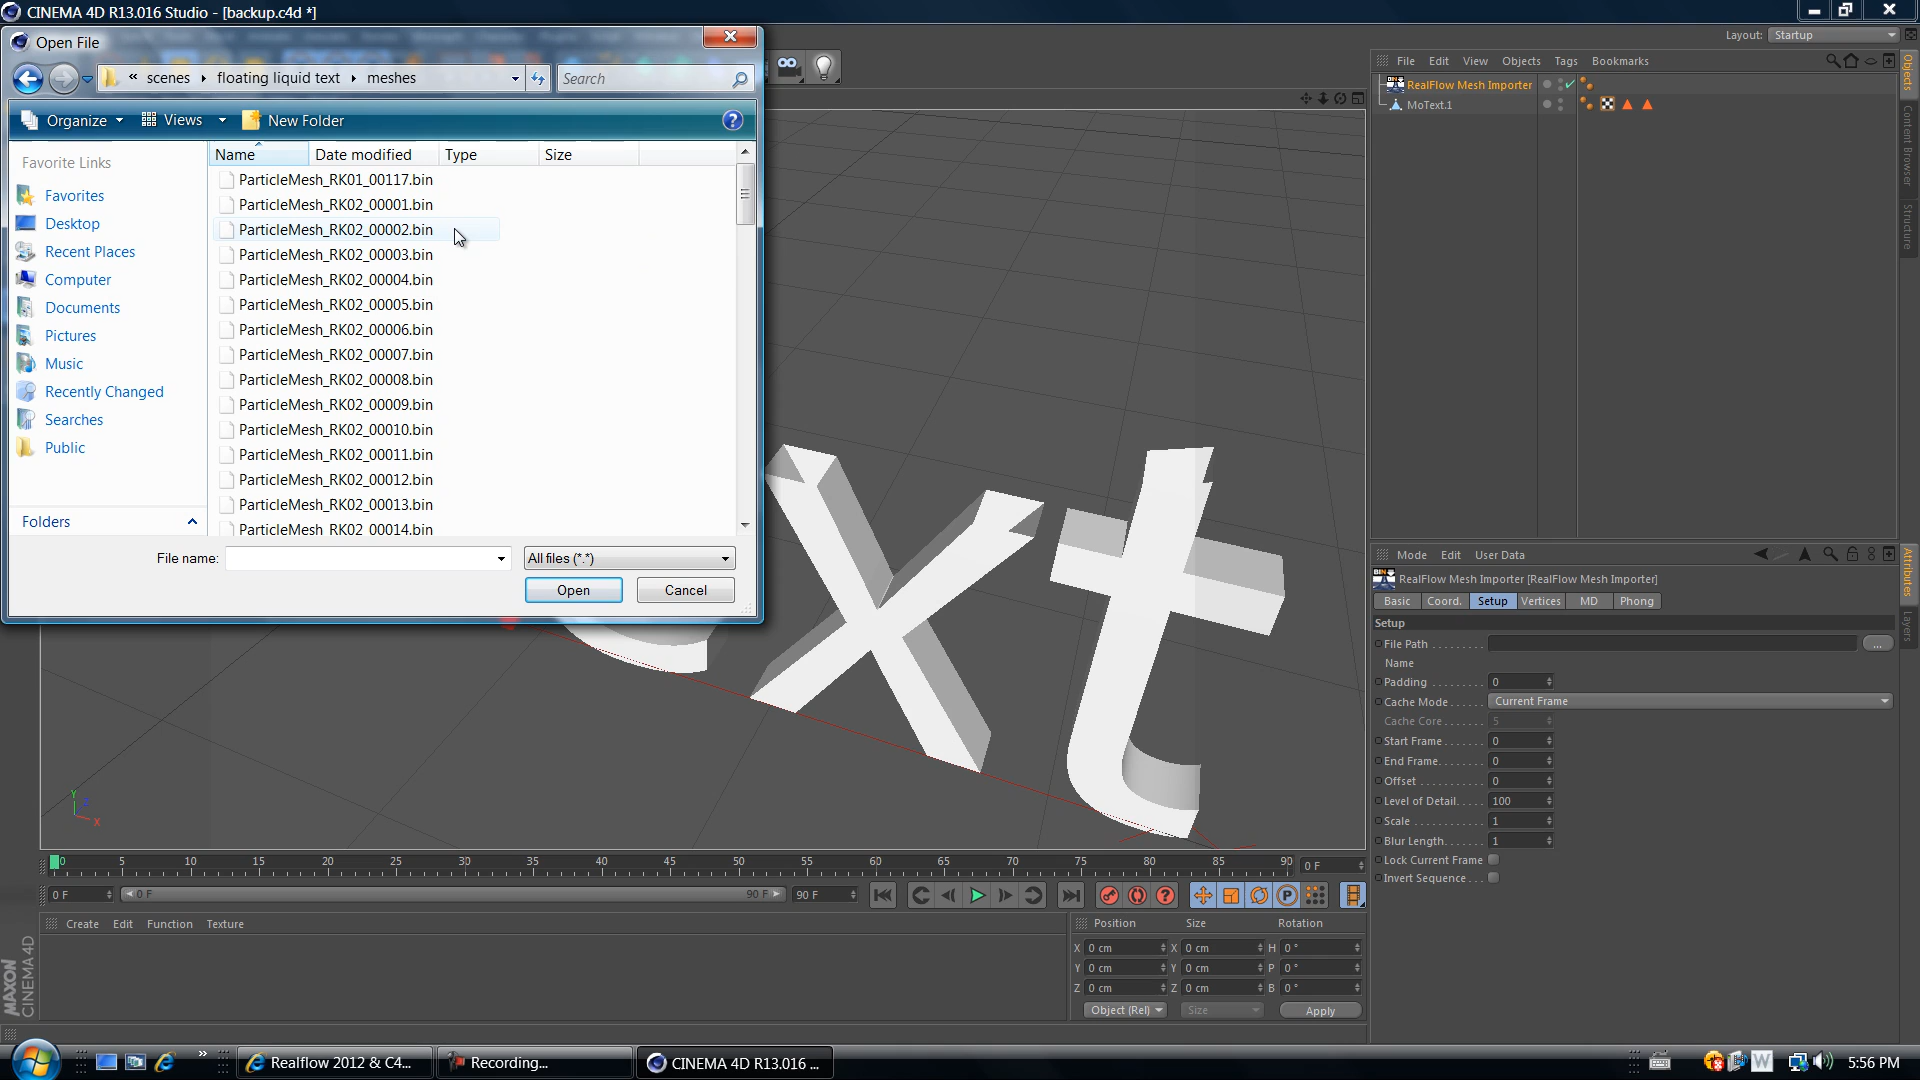 CINEMA 4D R13.016 Studio - [backup.c4d *]
Layout: Startup
Open File
« scenes floating liquid text meshes
Search
Organize Views New Folder
Favorite Links
Favorites
Desktop
Recent Places
Computer
Documents
Pictures
Music
Recently Changed
Searches
Public
Folders
Name Date modified Type Size
ParticleMesh_RK01_00117.bin
ParticleMesh_RK02_00001.bin
ParticleMesh_RK02_00002.bin
ParticleMesh_RK02_00003.bin
ParticleMesh_RK02_00004.bin
ParticleMesh_RK02_00005.bin
ParticleMesh_RK02_00006.bin
ParticleMesh_RK02_00007.bin
ParticleMesh_RK02_00008.bin
ParticleMesh_RK02_00009.bin
ParticleMesh_RK02_00010.bin
ParticleMesh_RK02_00011.bin
ParticleMesh_RK02_00012.bin
ParticleMesh_RK02_00013.bin
ParticleMesh_RK02_00014.bin
File name: All files (*.*)
Open Cancel
xt
Y Z X
File Edit View Objects Tags Bookmarks
RealFlow Mesh Importer
MoText.1
Objects
Content Browser
Structure
Mode Edit User Data
RealFlow Mesh Importer [RealFlow Mesh Importer]
Basic Coord. Setup Vertices MD Phong
Setup
File Path ...
Name
Padding 0
Cache Mode Current Frame
Cache Core 5
Start Frame 0
End Frame 0
Offset 0
Level of Detail 100
Scale 1
Blur Length 1
Lock Current Frame
Invert Sequence
Attributes
Layers
0 5 10 15 20 25 30 35 40 45 50 55 60 65 70 75 80 85 90 0 F
0 F 0 F 90 F 90 F
Create Edit Function Texture
Position Size Rotation
X 0 cm X 0 cm H 0 °
Y 0 cm Y 0 cm P 0 °
Z 0 cm Z 0 cm B 0 °
Object (Rel) Size Apply
MAXON
CINEMA 4D
Realflow 2012 & C4... Recording... CINEMA 4D R13.016 ... 5:56 PM